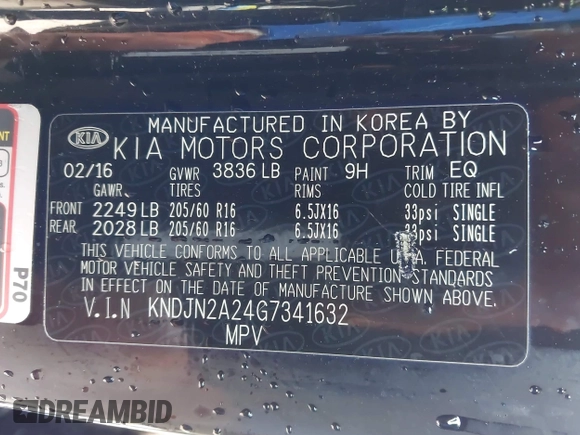 MANUFACTURED IN KOREA BY
KIA KIA MOTORS CORPORATION
02/16 GVWR 3836 LB PAINT 9H TRIM EQ
GAWR TIRES RIMS COLD TIRE INFL
FRONT 2249 LB 205/60 R16 6.5JX16 33psi SINGLE
REAR 2028 LB 205/60 R16 6.5JX16 33psi SINGLE
THIS VEHICLE CONFORMS TO ALL APPLICABLE U.S.A. FEDERAL
MOTOR VEHICLE SAFETY AND THEFT PREVENTION STANDARDS
IN EFFECT ON THE DATE OF MANUFACTURE SHOWN ABOVE.
V.I.N KNDJN2A24G7341632
MPV
P70
DREAMBID